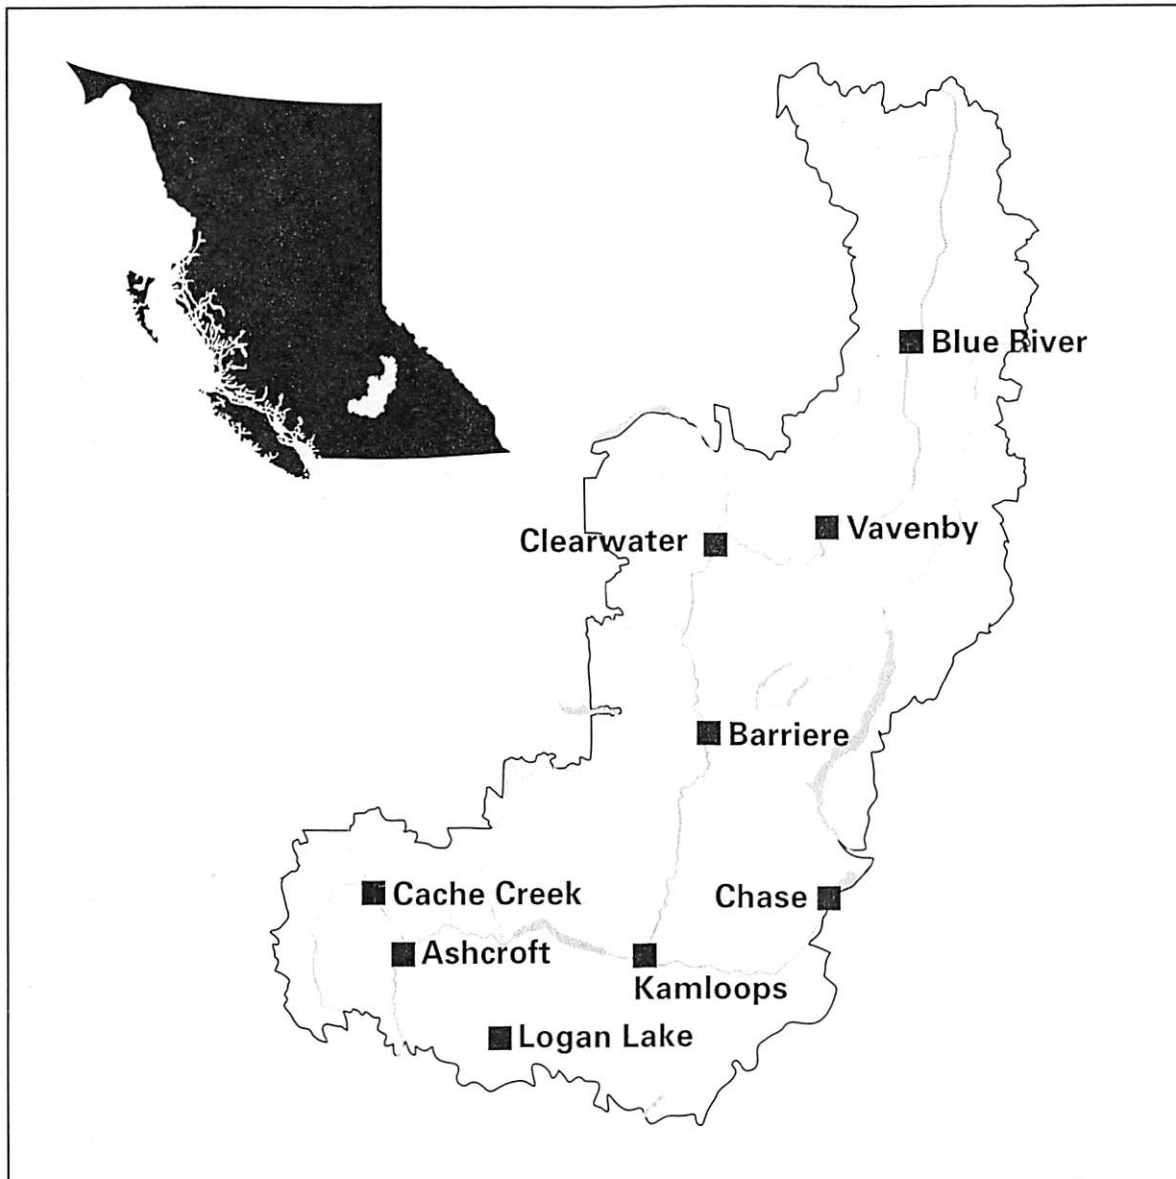 Blue River
Clearwater
Vavenby
Barriere
Cache Creek
Chase
Ashcroft
Kamloops
Logan Lake